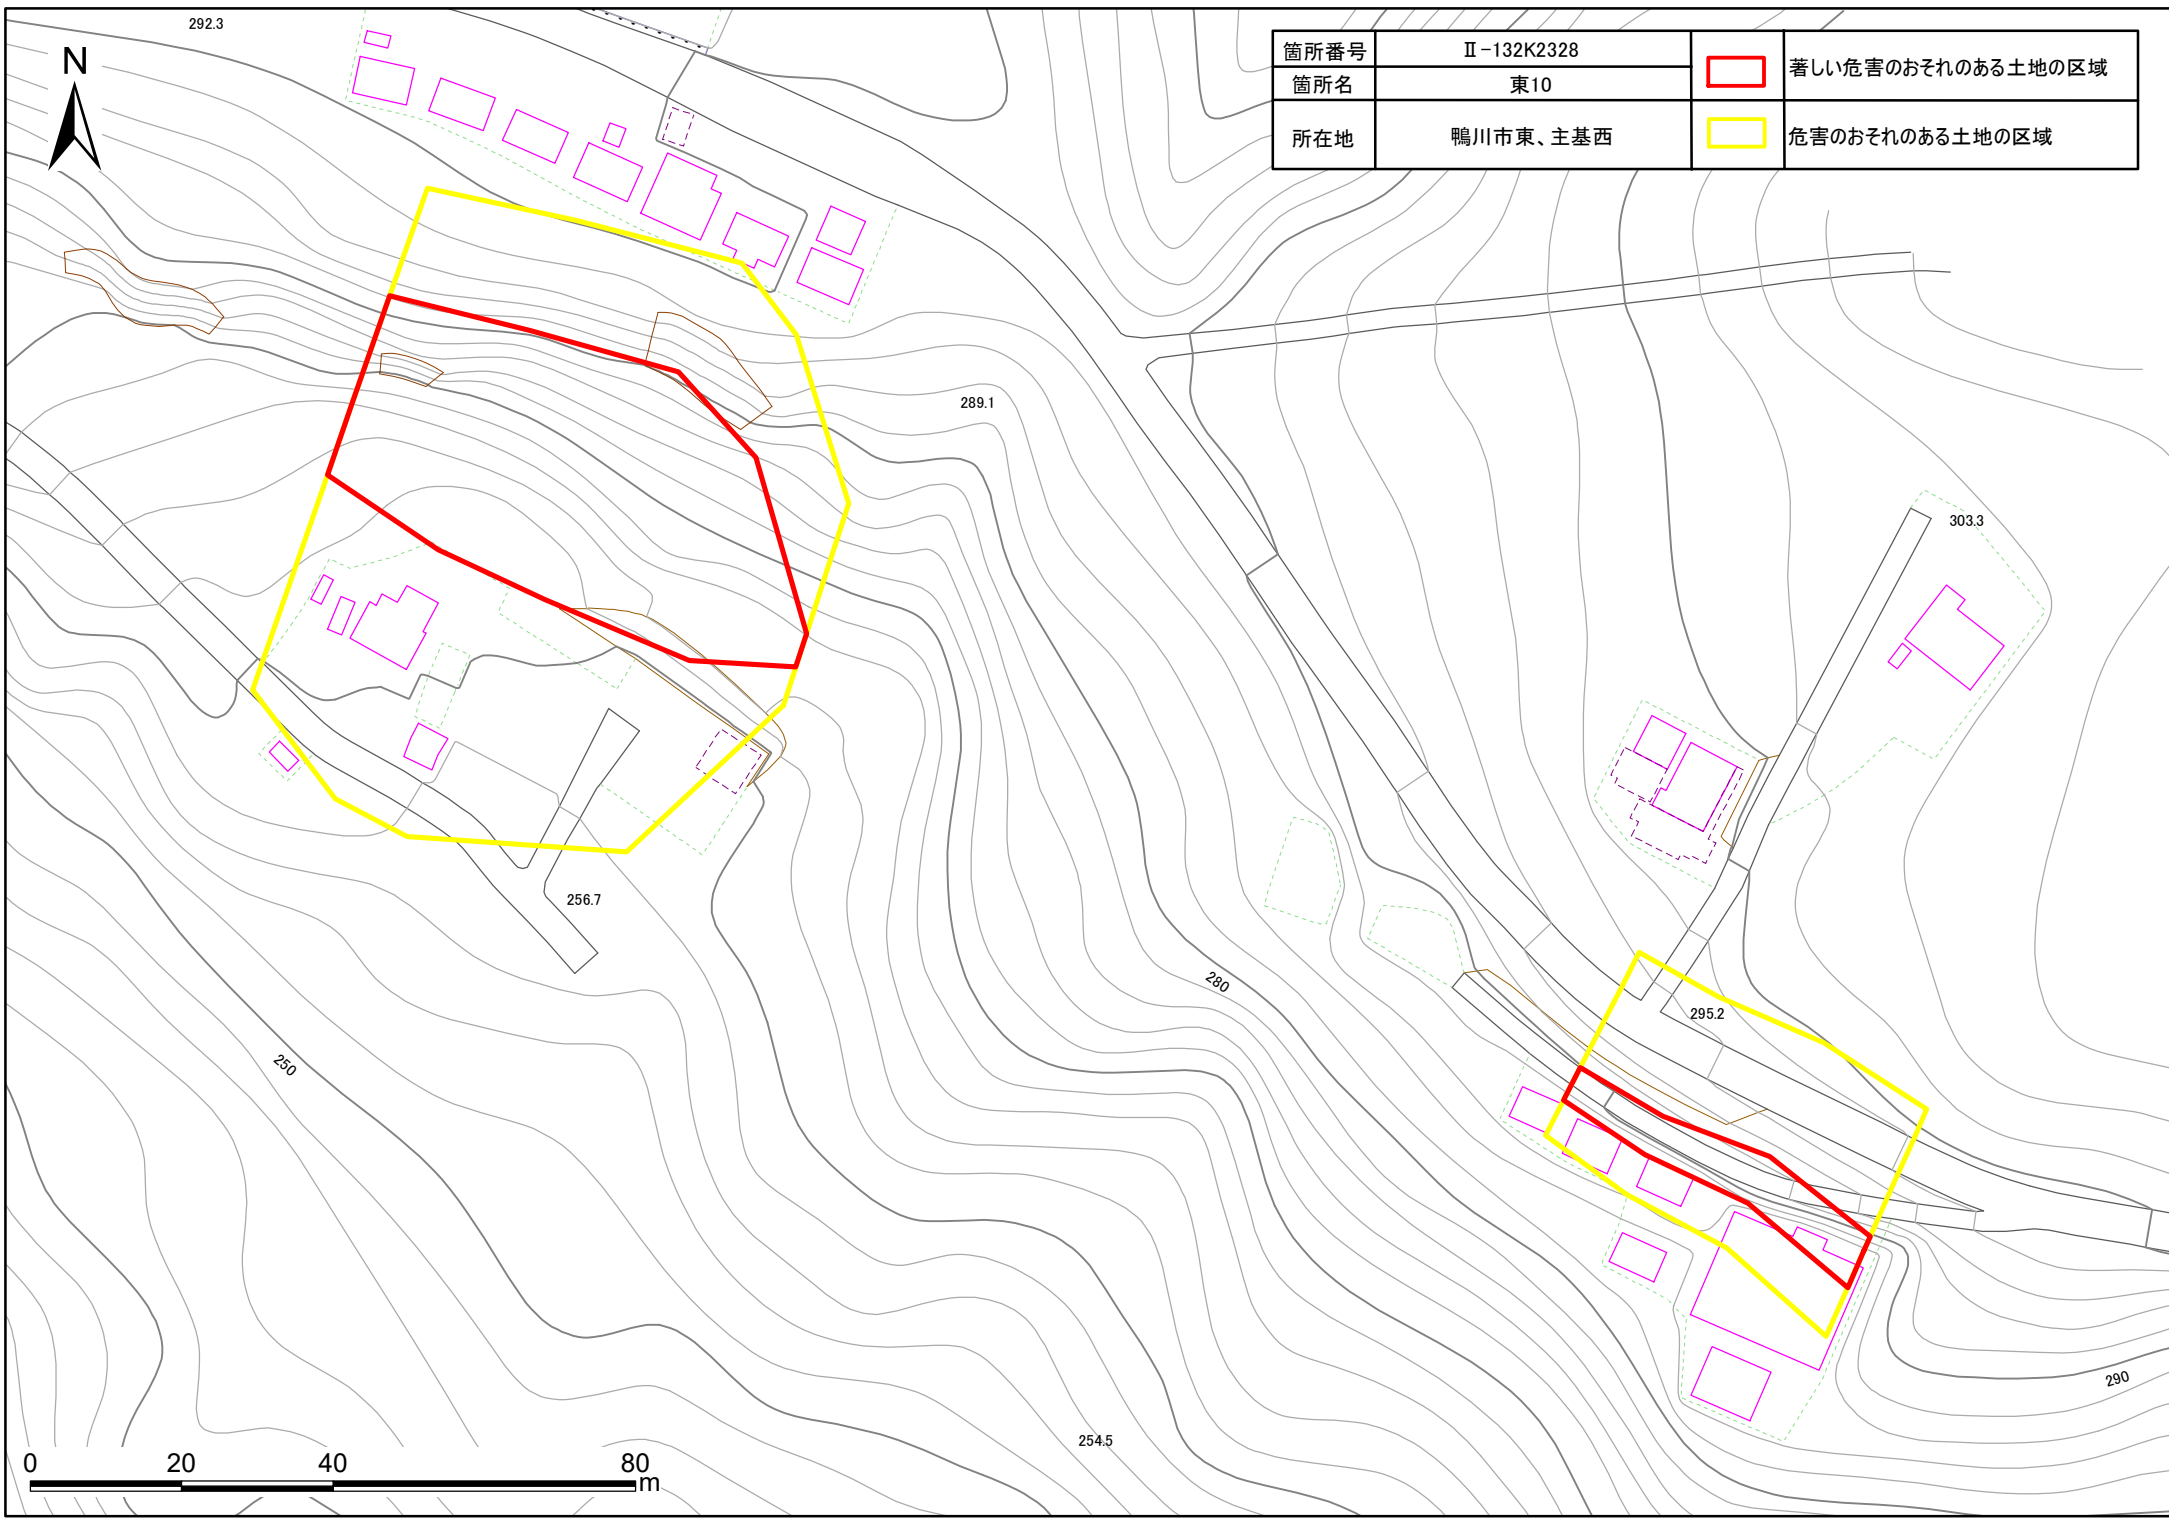 292.3
N
箇所番号 Ⅱ-132K2328 著しい危害のおそれのある土地の区域
箇所名 東10
所在地 鴨川市東、主基西 危害のおそれのある土地の区域
289.1
303.3
256.7
280
295.2
250
290
254.5
0 20 40 80
m